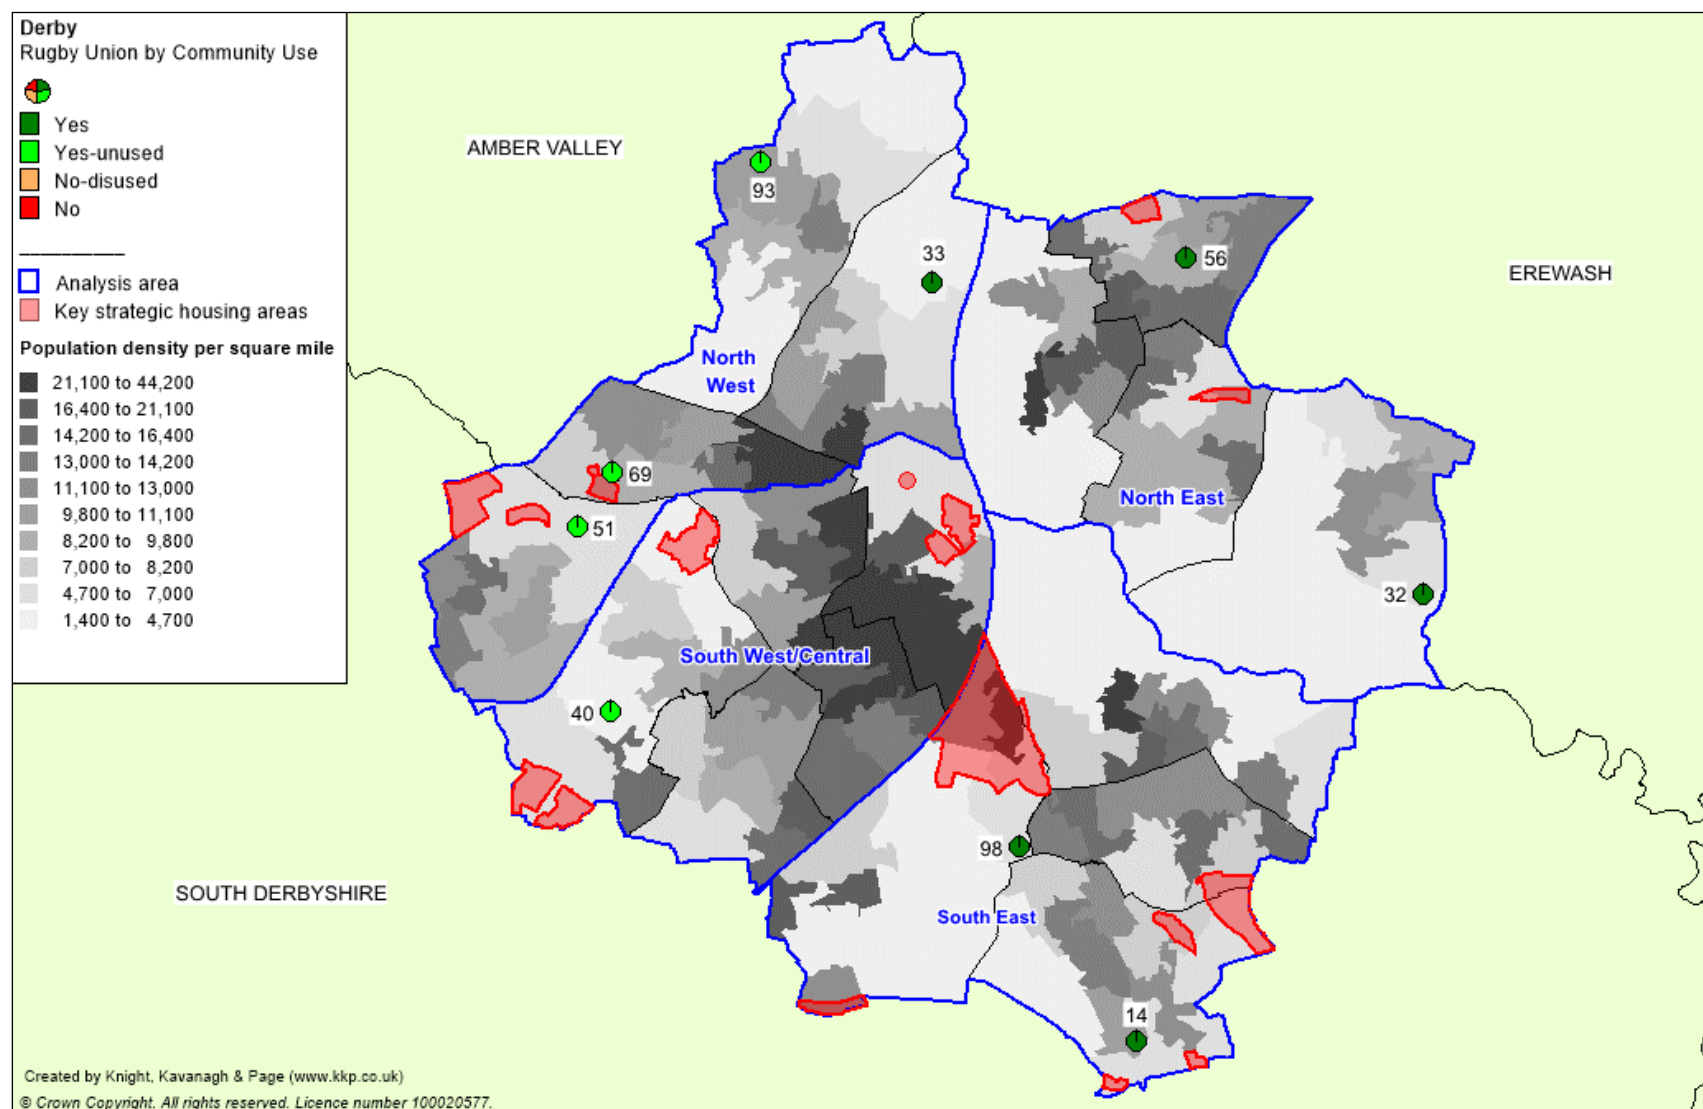 Derby
Rugby Union by Community Use
Yes
Yes-unused
No-disused
No
Analysis area
Key strategic housing areas
Population density per square mile
21,100 to 44,200
16,400 to 21,100
14,200 to 16,400
13,000 to 14,200
11,100 to 13,000
9,800 to 11,100
8,200 to 9,800
7,000 to 8,200
4,700 to 7,000
1,400 to 4,700
AMBER VALLEY
93
33
56
EREWASH
North
West
69
North East
51
32
South West/Central
40
98
SOUTH DERBYSHIRE
South East
14
Created by Knight, Kavanagh & Page (www.kkp.co.uk)
© Crown Copyright. All rights reserved. Licence number 100020577.